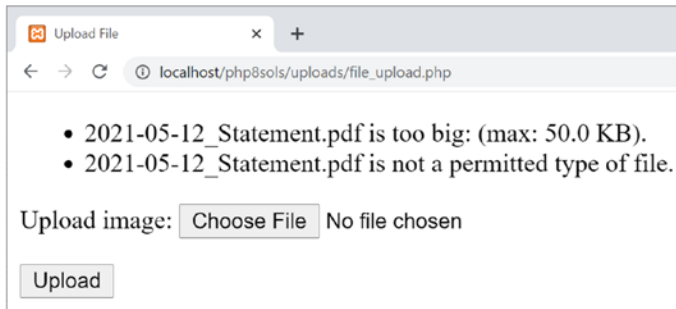 Upload File
localhost/php8sols/uploads/file_upload.php
• 2021-05-12_Statement.pdf is too big: (max: 50.0 KB).
• 2021-05-12_Statement.pdf is not a permitted type of file.
Upload image: Choose File No file chosen
Upload